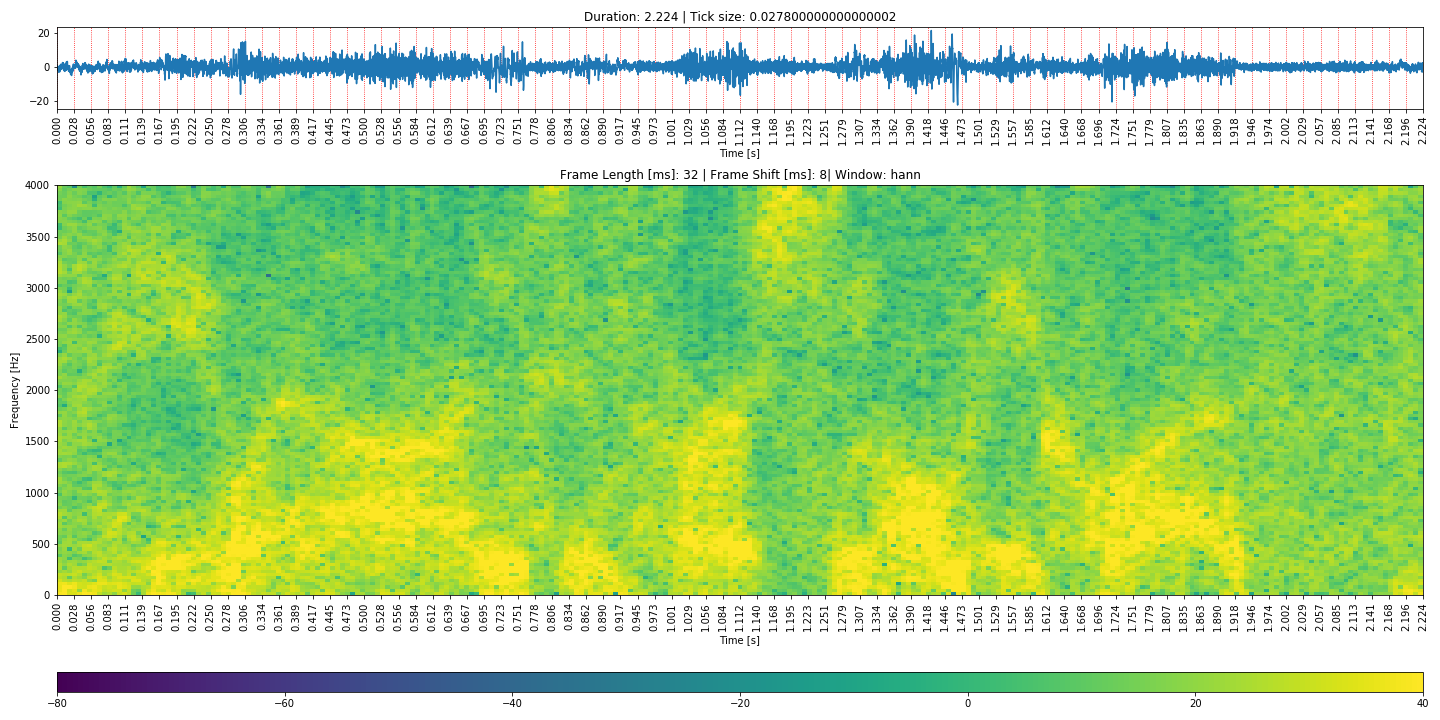 Duration: 2.224 | Tick size: 0.027800000000000002
20
0
−20
0.000 0.028 0.056 0.083 0.111 0.139 0.167 0.195 0.222 0.250 0.278 0.306 0.334 0.361 0.389 0.417 0.445 0.473 0.500 0.528 0.556 0.584 0.612 0.639 0.667 0.695 0.723 0.751 0.778 0.806 0.834 0.862 0.890 0.917 0.945 0.973 1.001 1.029 1.056 1.084 1.112 1.140 1.168 1.195 1.223 1.251 1.279 1.307 1.334 1.362 1.390 1.418 1.446 1.473 1.501 1.529 1.557 1.585 1.612 1.640 1.668 1.696 1.724 1.751 1.779 1.807 1.835 1.863 1.890 1.918 1.946 1.974 2.002 2.029 2.057 2.085 2.113 2.141 2.168 2.196 2.224
Time [s]
Frame Length [ms]: 32 | Frame Shift [ms]: 8| Window: hann
4000
3500
3000
2500
2000
1500
1000
500
0
Frequency [Hz]
0.000 0.028 0.056 0.083 0.111 0.139 0.167 0.195 0.222 0.250 0.278 0.306 0.334 0.361 0.389 0.417 0.445 0.473 0.500 0.528 0.556 0.584 0.612 0.639 0.667 0.695 0.723 0.751 0.778 0.806 0.834 0.862 0.890 0.917 0.945 0.973 1.001 1.029 1.056 1.084 1.112 1.140 1.168 1.195 1.223 1.251 1.279 1.307 1.334 1.362 1.390 1.418 1.446 1.473 1.501 1.529 1.557 1.585 1.612 1.640 1.668 1.696 1.724 1.751 1.779 1.807 1.835 1.863 1.890 1.918 1.946 1.974 2.002 2.029 2.057 2.085 2.113 2.141 2.168 2.196 2.224
Time [s]
−80 −60 −40 −20 0 20 40